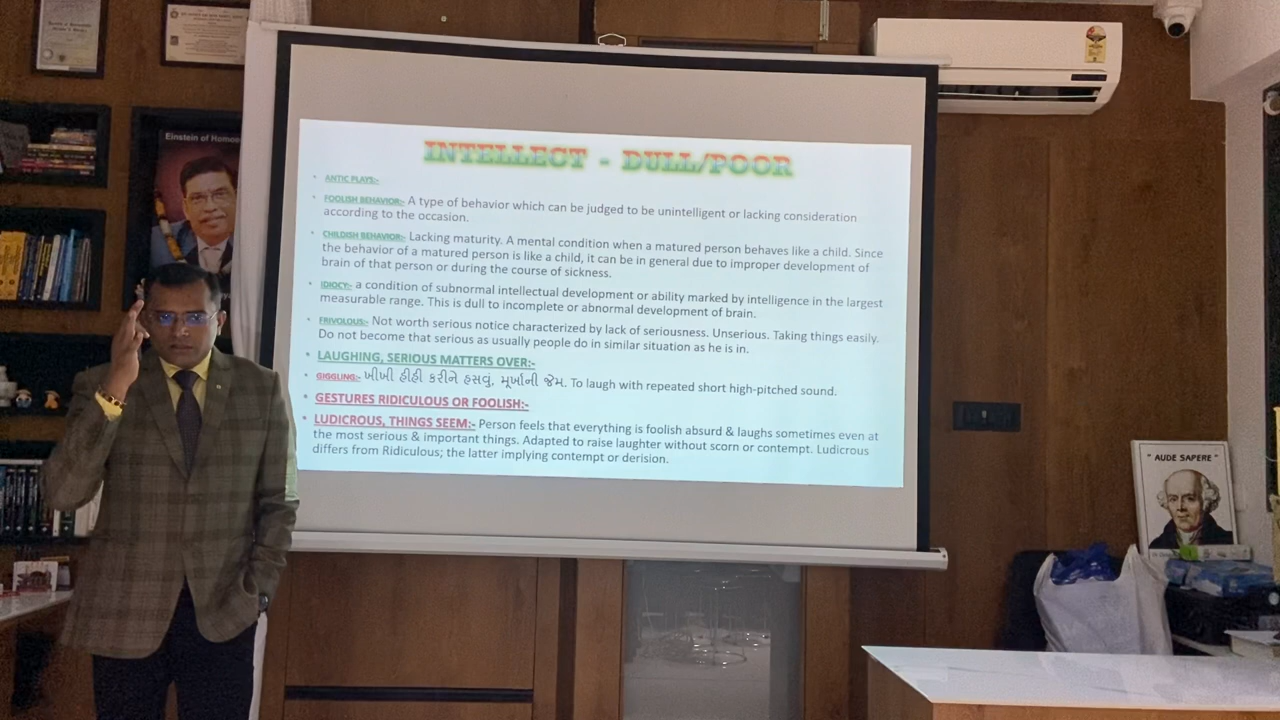 Einstein of Homoe
INTELLECT - DULL/POOR
• ANTIC PLAYS:-
• FOOLISH BEHAVIOR:- A type of behavior which can be judged to be unintelligent or lacking consideration
according to the occasion.
• CHILDISH BEHAVIOR:- Lacking maturity. A mental condition when a matured person behaves like a child. Since
the behavior of a matured person is like a child, it can be in general due to improper development of
brain of that person or during the course of sickness.
• IDIOCY:- a condition of subnormal intellectual development or ability marked by intelligence in the largest
measurable range. This is dull to incomplete or abnormal development of brain.
• FRIVOLOUS:- Not worth serious notice characterized by lack of seriousness. Unserious. Taking things easily.
Do not become that serious as usually people do in similar situation as he is in.
• LAUGHING, SERIOUS MATTERS OVER:-
• GIGGLING:- ખીખી હીહી કરીને હસવું, મૂર્ખાની જેમ. To laugh with repeated short high-pitched sound.
• GESTURES RIDICULOUS OR FOOLISH:-
• LUDICROUS, THINGS SEEM:- Person feels that everything is foolish absurd & laughs sometimes even at
the most serious & important things. Adapted to raise laughter without scorn or contempt. Ludicrous
differs from Ridiculous; the latter implying contempt or derision.
" AUDE SAPERE "